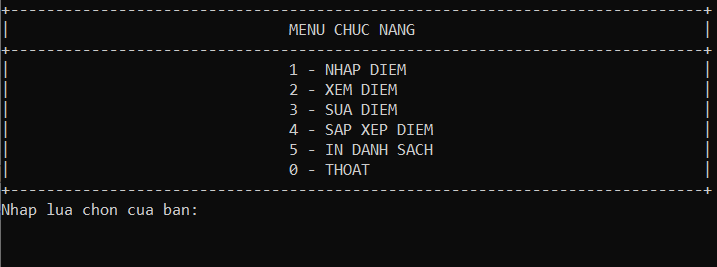 MENU CHUC NANG
1 - NHAP DIEM
2 - XEM DIEM
3 - SUA DIEM
4 - SAP XEP DIEM
5 - IN DANH SACH
0 - THOAT
Nhap lua chon cua ban: